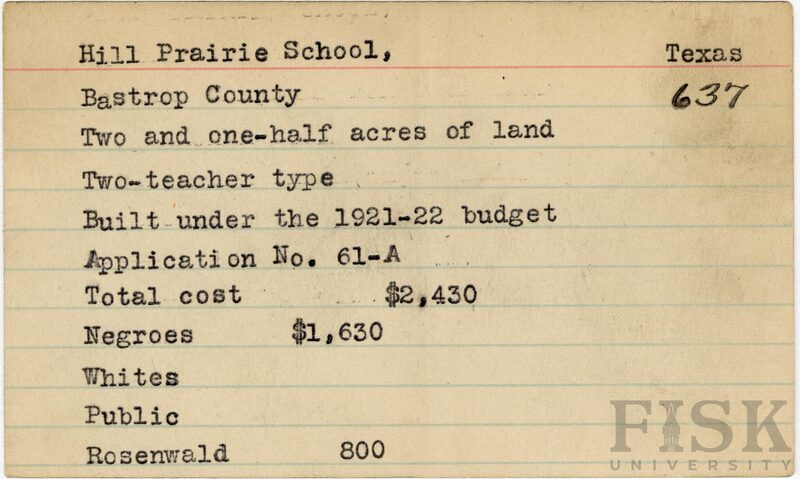 Hill Prairie School, Texas
Bastrop County 637
Two and one-half acres of land
Two-teacher type
Built under the 1921-22 budget
Application No. 61-A
Total cost $2,430
Negroes $1,630
Whites
Public
Rosenwald 800
FISK
UNIVERSITY